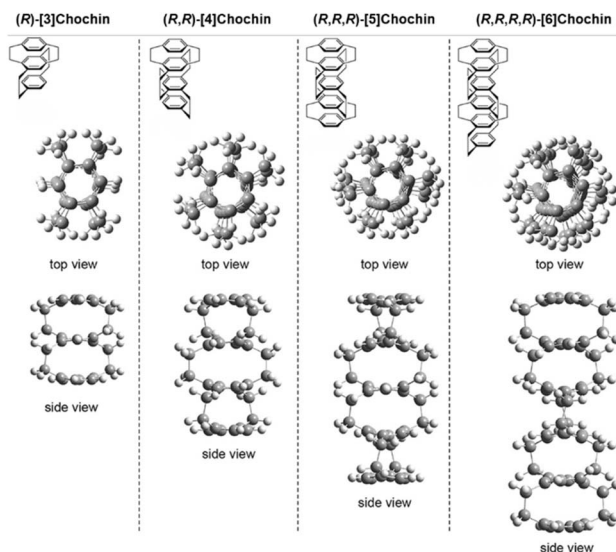 (R)-[3]Chochin
(R,R)-[4]Chochin
(R,R,R)-[5]Chochin
(R,R,R,R)-[6]Chochin
top view
top view
top view
top view
side view
side view
side view
side view